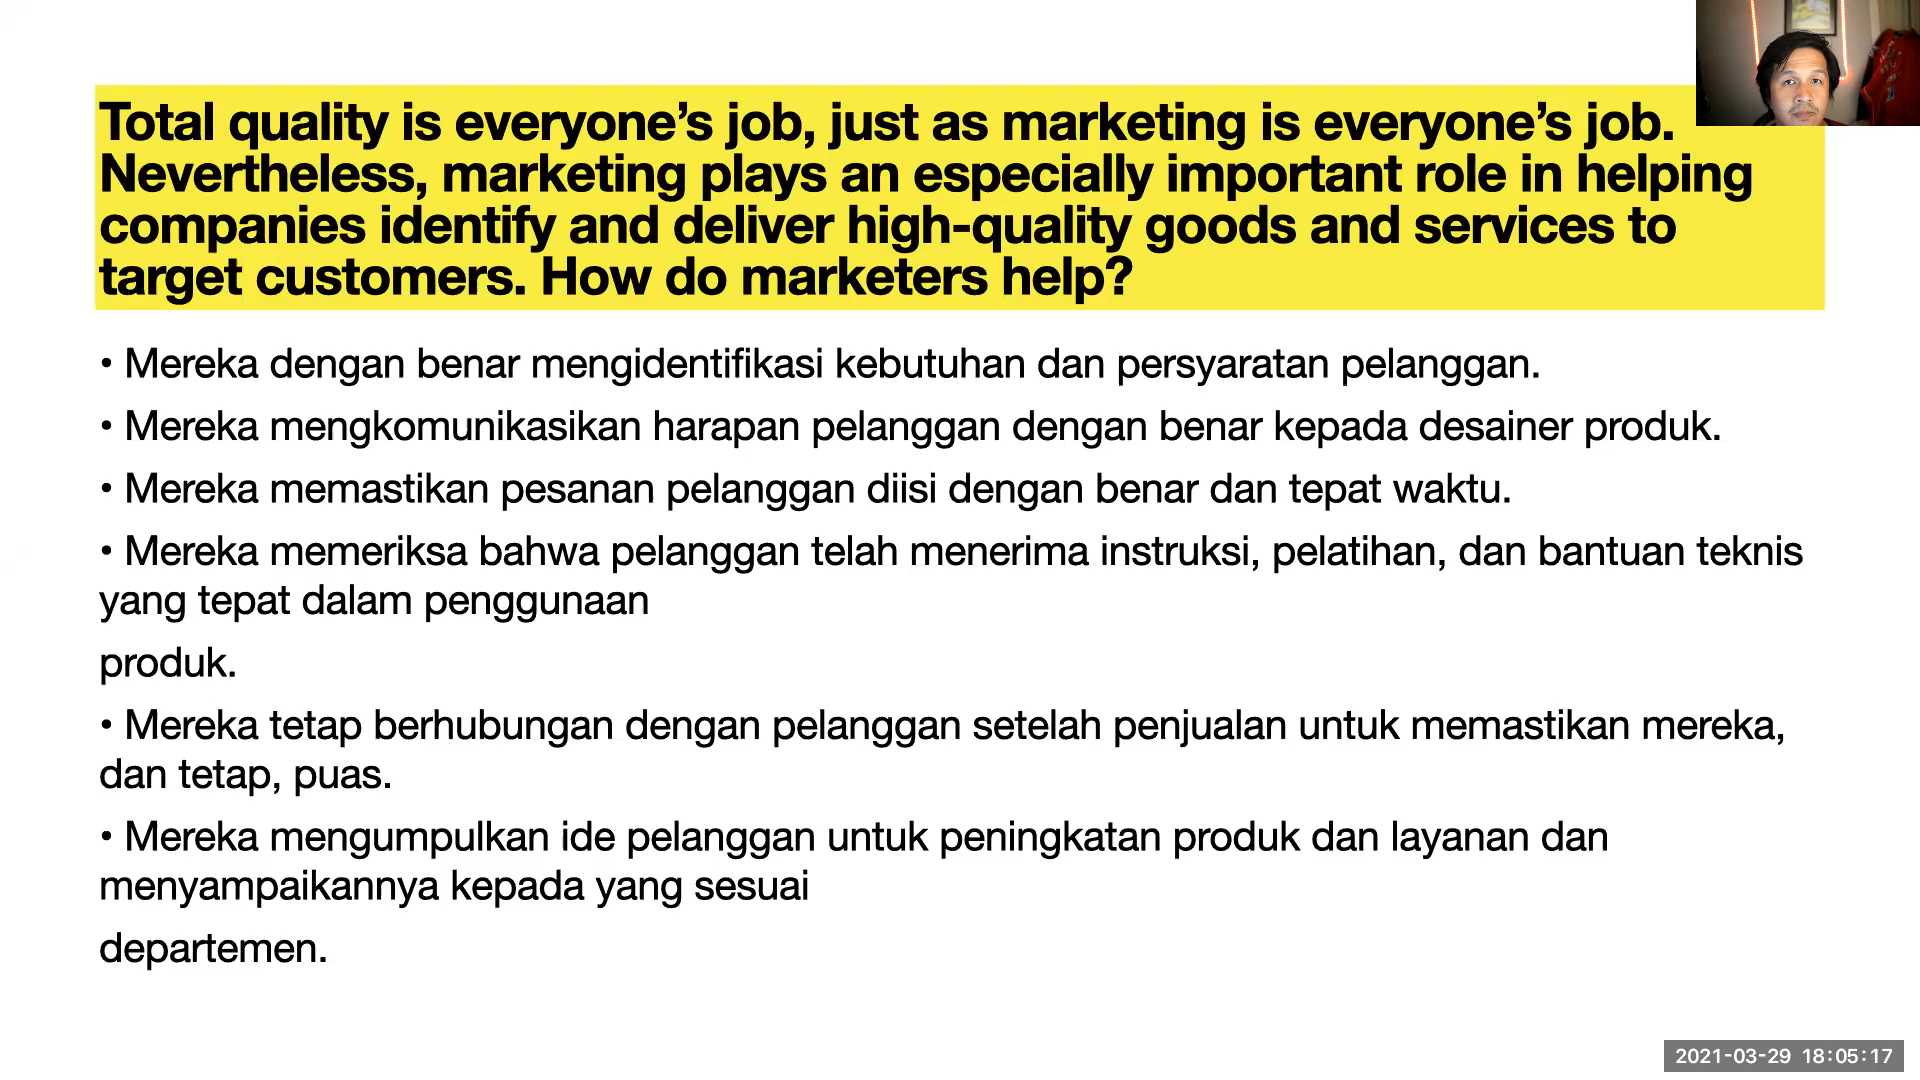 Total quality is everyone’s job, just as marketing is everyone’s job.
Nevertheless, marketing plays an especially important role in helping
companies identify and deliver high-quality goods and services to
target customers. How do marketers help?
• Mereka dengan benar mengidentifikasi kebutuhan dan persyaratan pelanggan.
• Mereka mengkomunikasikan harapan pelanggan dengan benar kepada desainer produk.
• Mereka memastikan pesanan pelanggan diisi dengan benar dan tepat waktu.
• Mereka memeriksa bahwa pelanggan telah menerima instruksi, pelatihan, dan bantuan teknis
yang tepat dalam penggunaan
produk.
• Mereka tetap berhubungan dengan pelanggan setelah penjualan untuk memastikan mereka,
dan tetap, puas.
• Mereka mengumpulkan ide pelanggan untuk peningkatan produk dan layanan dan
menyampaikannya kepada yang sesuai
departemen.
2021-03-29 18:05:17